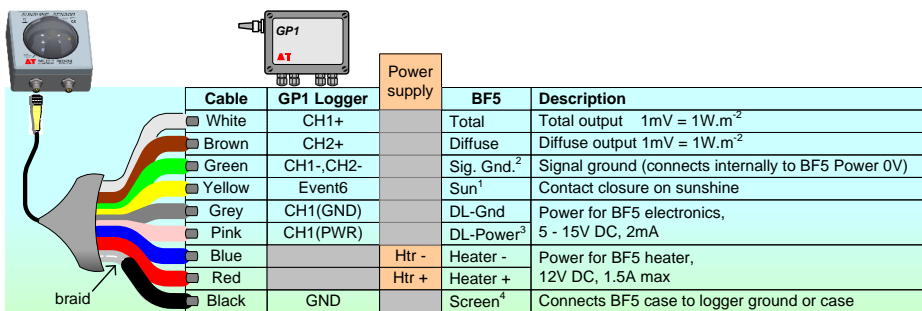 SUNSHINE SENSOR
GP1
ΔT
ΔT
Power supply
Cable GP1 Logger BF5 Description
White CH1+ Total Total output 1mV = 1W.m-2
Brown CH2+ Diffuse Diffuse output 1mV = 1W.m-2
Green CH1-,CH2- Sig. Gnd.2 Signal ground (connects internally to BF5 Power 0V)
Yellow Event6 Sun1 Contact closure on sunshine
Grey CH1(GND) DL-Gnd Power for BF5 electronics,
Pink CH1(PWR) DL-Power3 5 - 15V DC, 2mA
Blue Htr - Heater - Power for BF5 heater,
Red Htr + Heater + 12V DC, 1.5A max
Black GND Screen4 Connects BF5 case to logger ground or case
braid